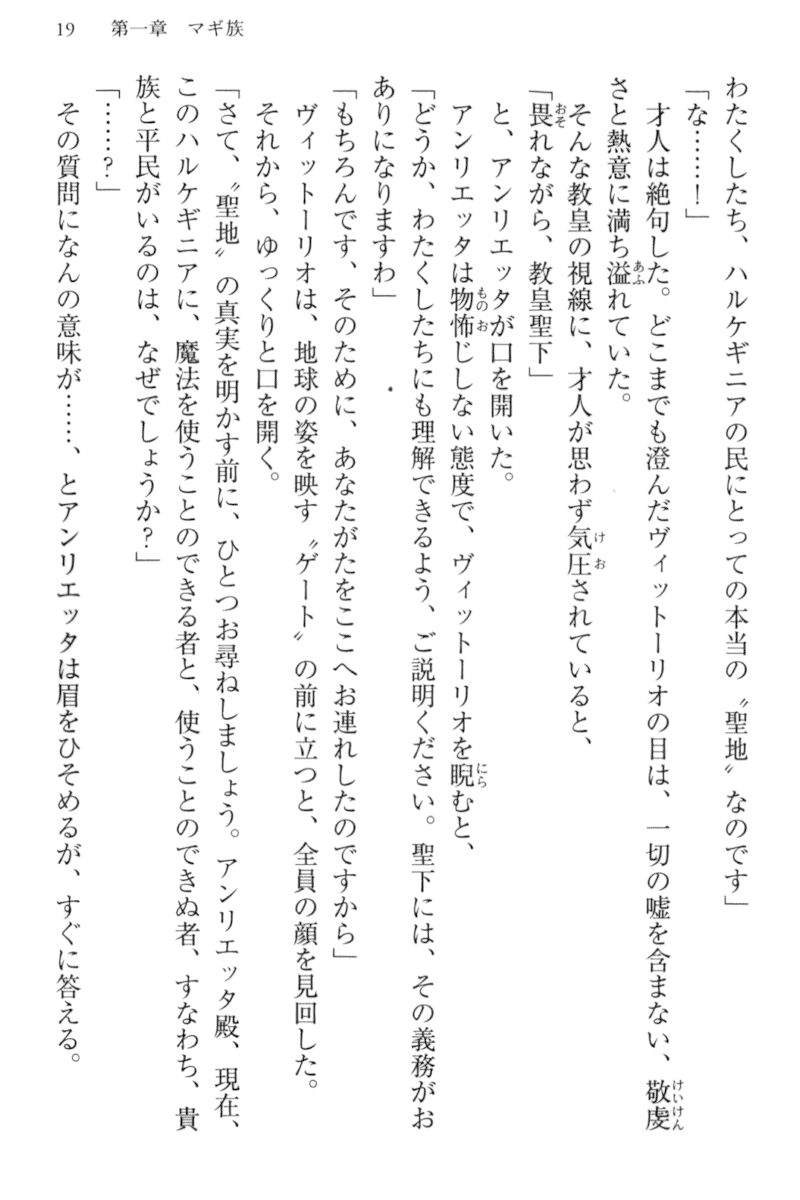 19　第一章　マギ族
わたくしたち、ハルケギニアの民にとっての本当の〝聖地〟なのです」
「な……！」
　才人は絶句した。どこまでも澄んだヴィットーリオの目は、一切の嘘を含まない、敬虔
さと熱意に満ち溢れていた。
　そんな教皇の視線に、才人が思わず気圧されていると、
「畏れながら、教皇聖下」
　と、アンリエッタが口を開いた。
　アンリエッタは物怖じしない態度で、ヴィットーリオを睨むと、
「どうか、わたくしたちにも理解できるよう、ご説明ください。聖下には、その義務がお
ありになりますわ」
「もちろんです、そのために、あなたがたをここへお連れしたのですから」
　ヴィットーリオは、地球の姿を映す〝ゲート〟の前に立つと、全員の顔を見回した。
　それから、ゆっくりと口を開く。
「さて、〝聖地〟の真実を明かす前に、ひとつお尋ねしましょう。アンリエッタ殿、現在、
このハルケギニアに、魔法を使うことのできる者と、使うことのできぬ者、すなわち、貴
族と平民がいるのは、なぜでしょうか？」
「……？」
　その質問になんの意味が……、とアンリエッタは眉をひそめるが、すぐに答える。